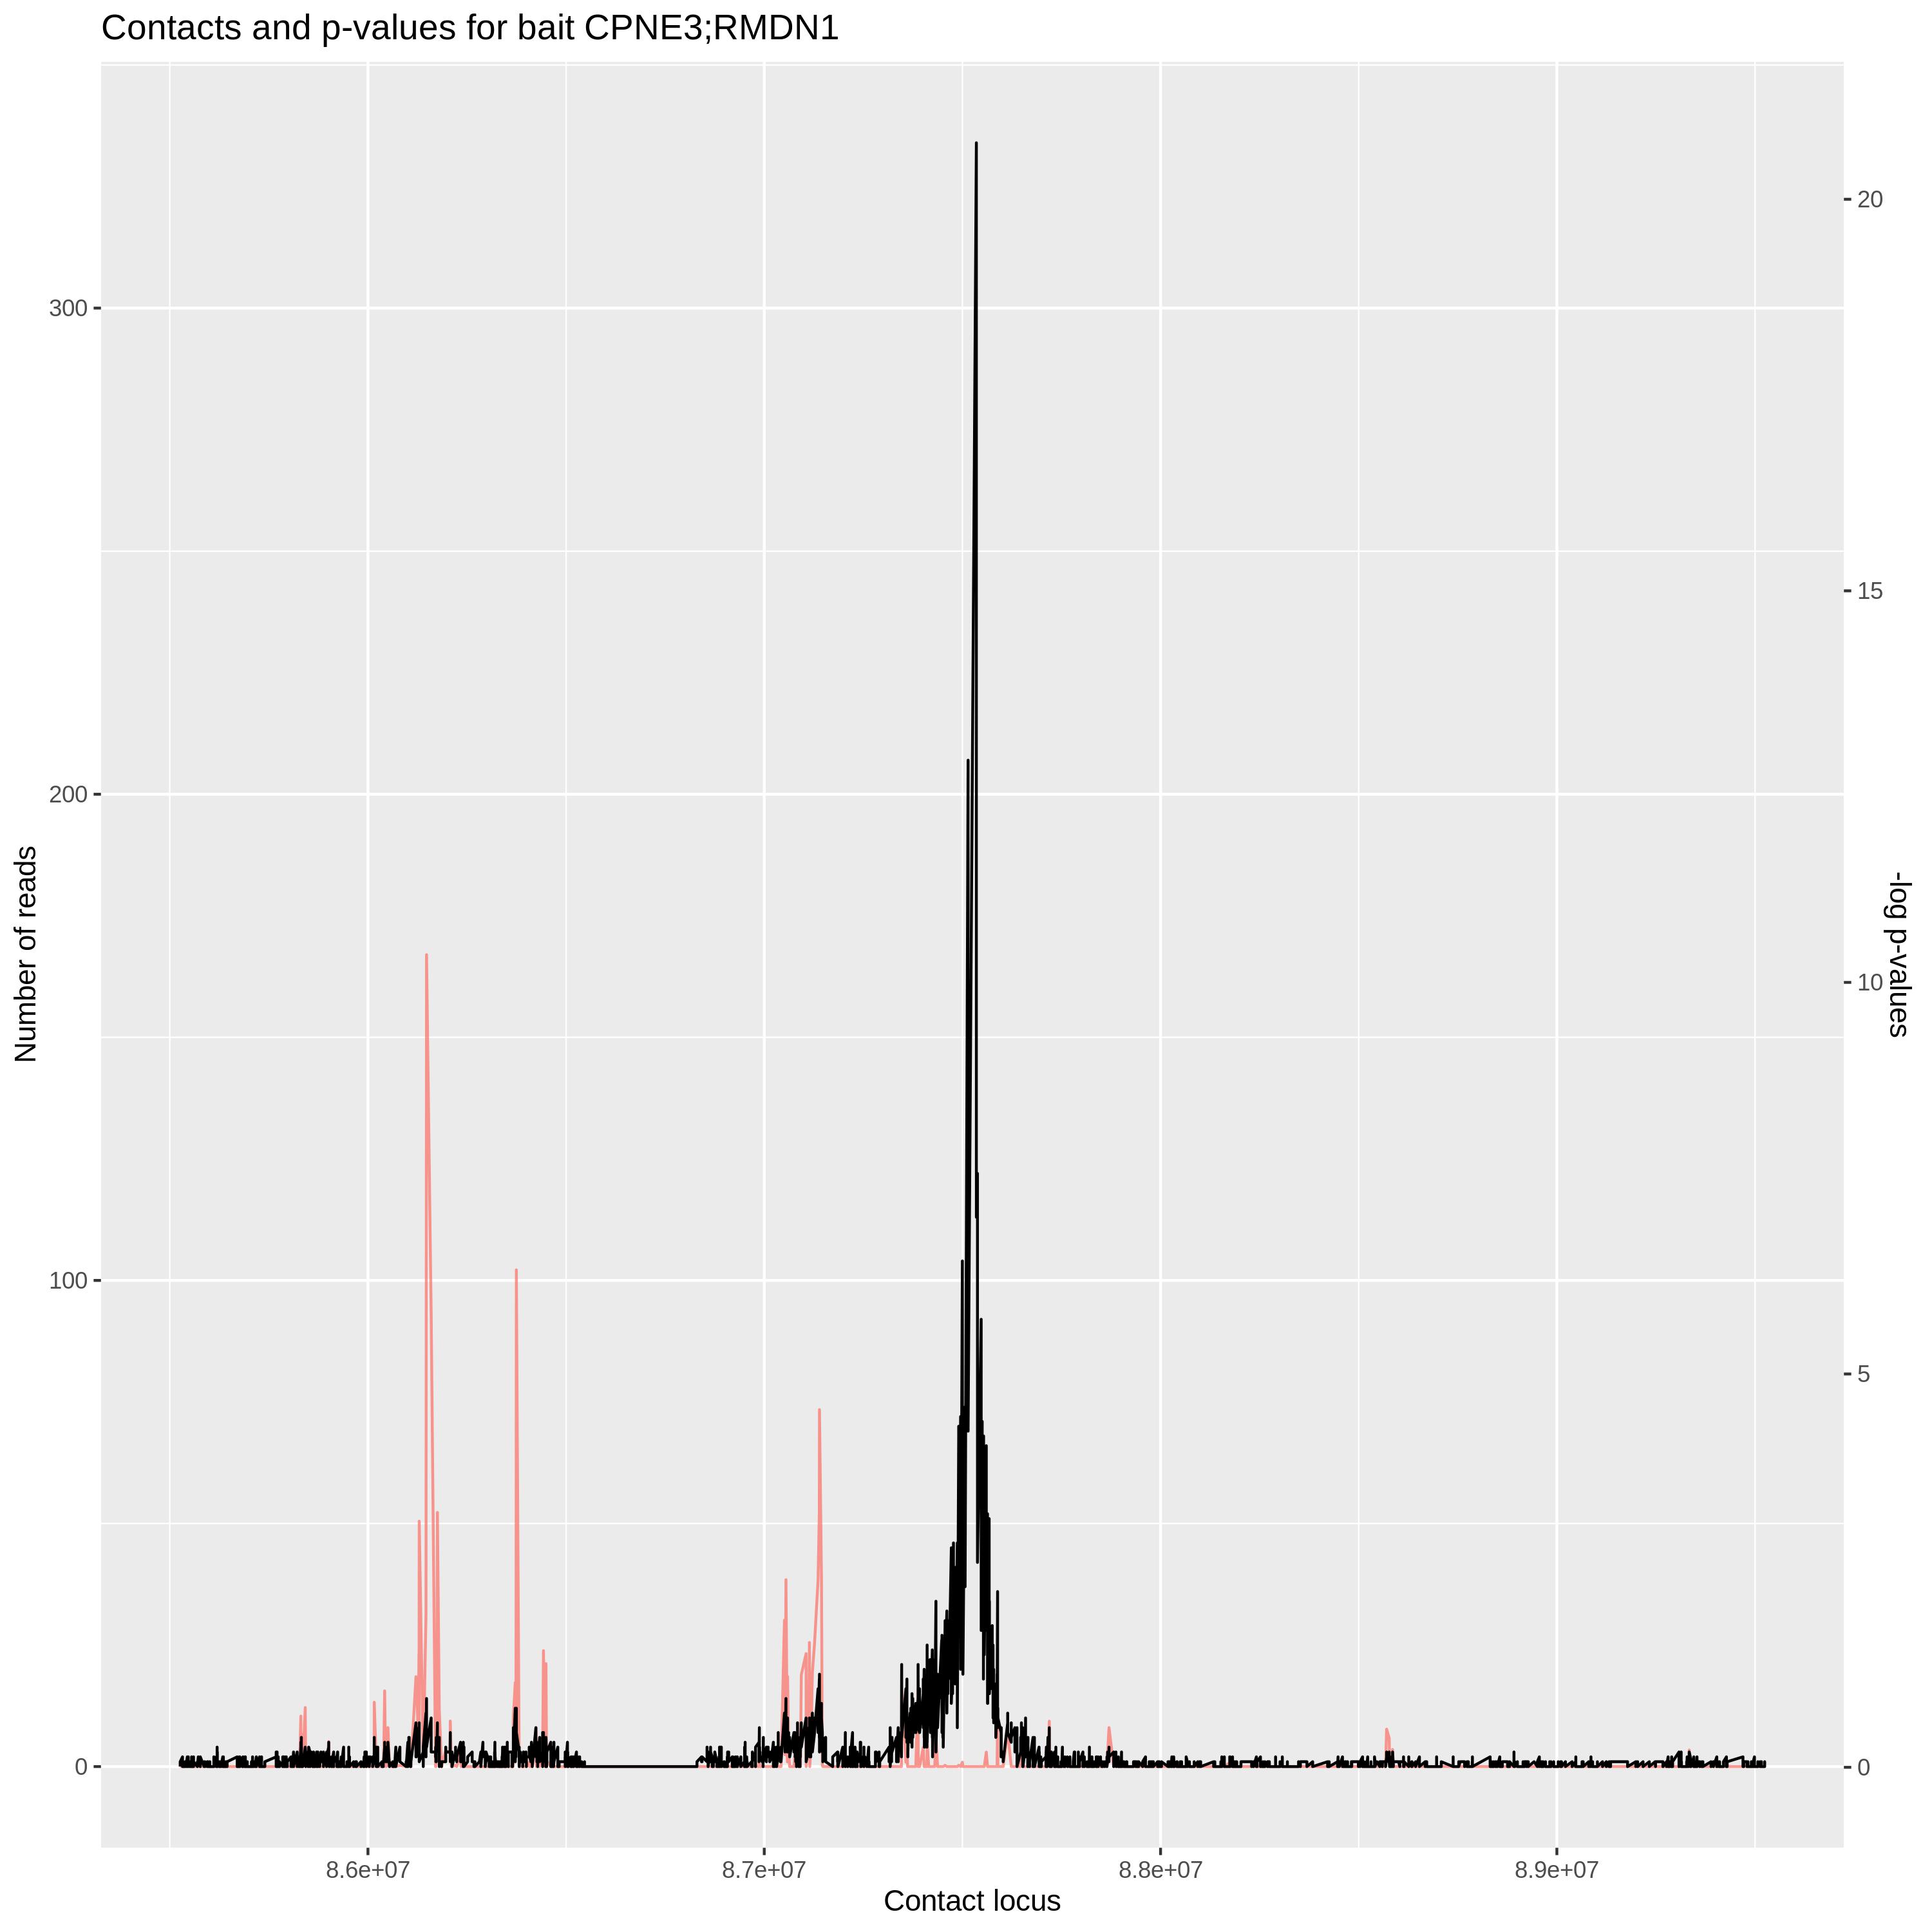 Contacts and p-values for bait CPNE3;RMDN1
Number of reads
300
200
100
0
20
15
10
5
0
-log p-values
8.6e+07
8.7e+07
8.8e+07
8.9e+07
Contact locus